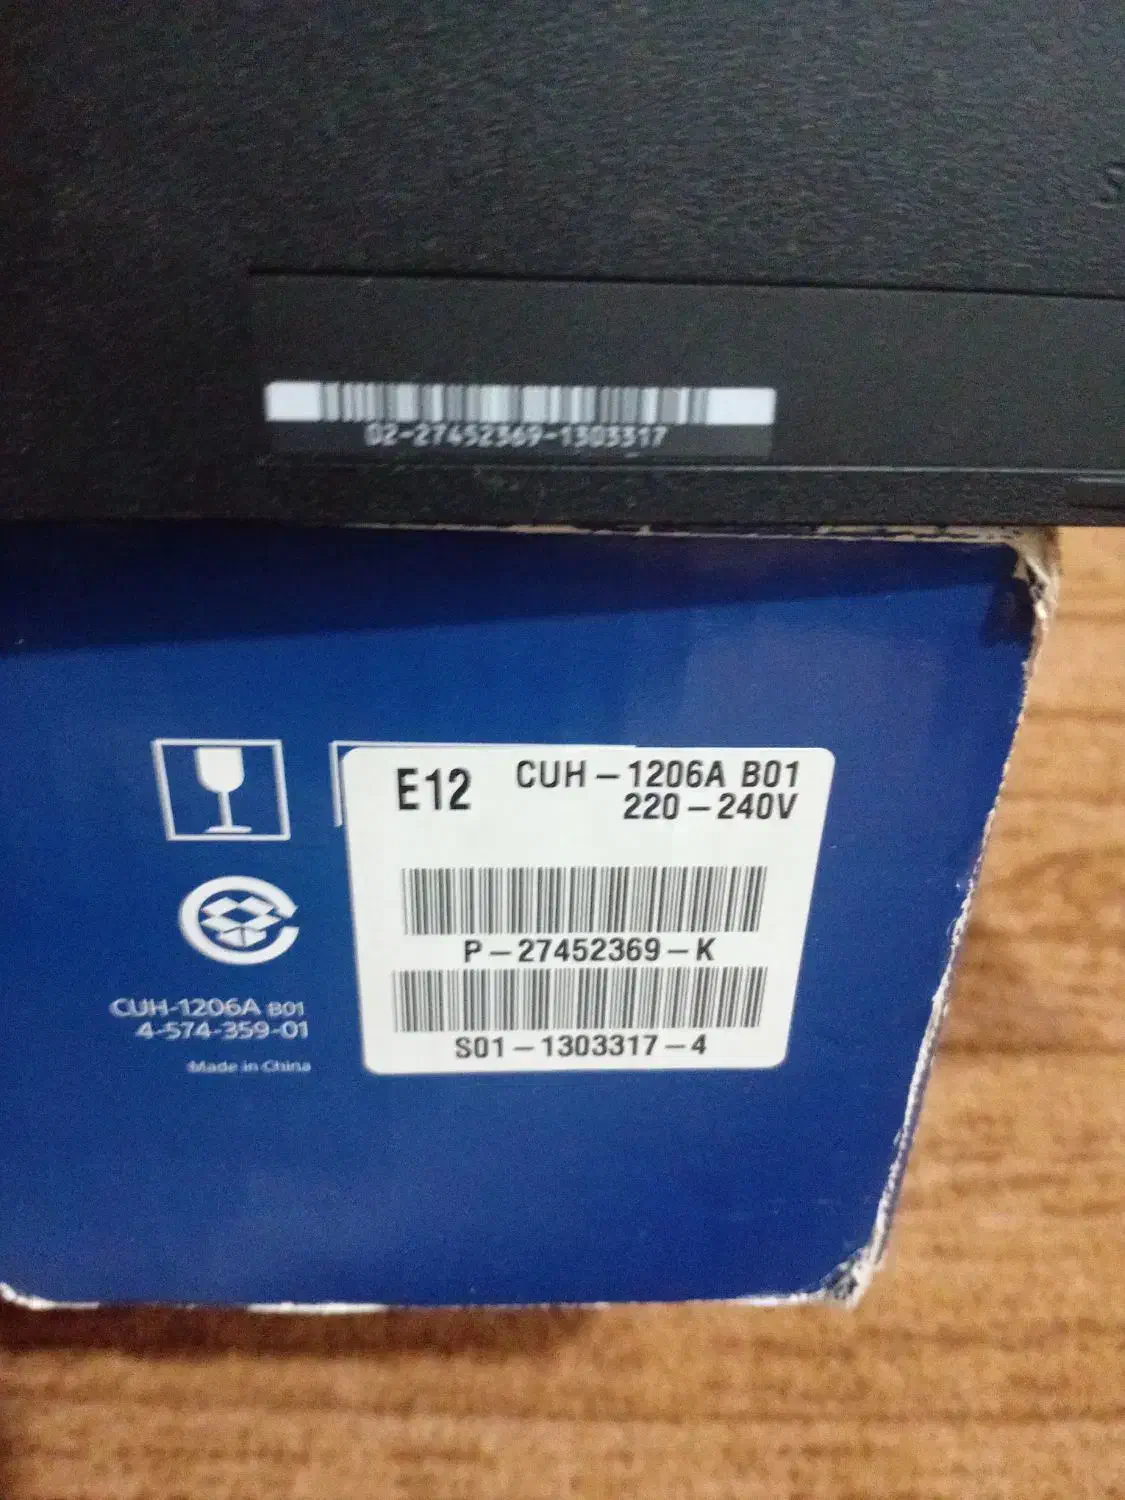 02-27452369-1303317
E12
CUH-1206A B01
220-240V
P-27452369-K
S01-1303317-4
CUH-1206A B01
4-574-359-01
Made in China